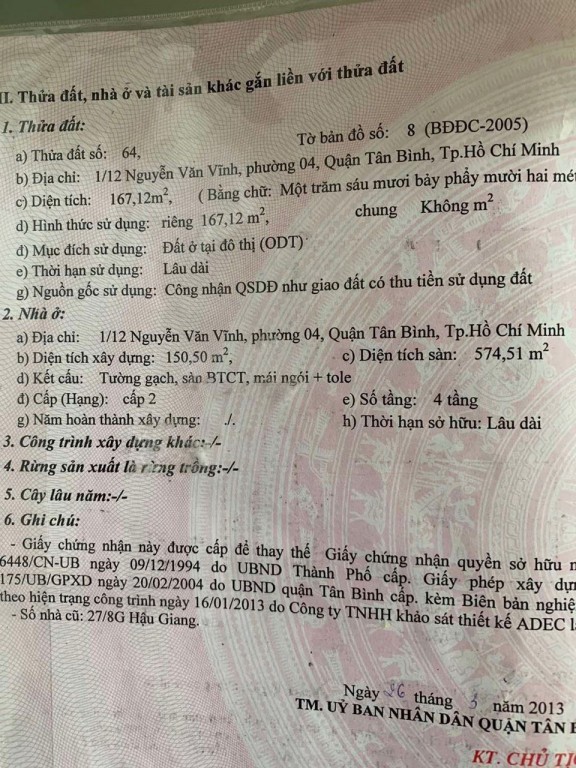 II. Thửa đất, nhà ở và tài sản khác gắn liền với thửa đất
1. Thửa đất:
a) Thửa đất số: 64, Tờ bản đồ số: 8 (BĐĐC-2005)
b) Địa chỉ: 1/12 Nguyễn Văn Vĩnh, phường 04, Quận Tân Bình, Tp.Hồ Chí Minh
c) Diện tích: 167,12m², ( Bằng chữ: Một trăm sáu mươi bảy phẩy mười hai mét
d) Hình thức sử dụng: riêng 167,12 m², chung Không m²
đ) Mục đích sử dụng: Đất ở tại đô thị (ODT)
e) Thời hạn sử dụng: Lâu dài
g) Nguồn gốc sử dụng: Công nhận QSDĐ như giao đất có thu tiền sử dụng đất
2. Nhà ở:
a) Địa chỉ: 1/12 Nguyễn Văn Vĩnh, phường 04, Quận Tân Bình, Tp.Hồ Chí Minh
b) Diện tích xây dựng: 150,50 m², c) Diện tích sàn: 574,51 m²
d) Kết cấu: Tường gạch, sàn BTCT, mái ngói + tole
đ) Cấp (Hạng): cấp 2 e) Số tầng: 4 tầng
g) Năm hoàn thành xây dựng: ./. h) Thời hạn sở hữu: Lâu dài
3. Công trình xây dựng khác:-/-
4. Rừng sản xuất là rừng trồng:-/-
5. Cây lâu năm:-/-
6. Ghi chú:
- Giấy chứng nhận này được cấp để thay thế Giấy chứng nhận quyền sở hữu n
6448/CN-UB ngày 09/12/1994 do UBND Thành Phố cấp. Giấy phép xây dựn
175/UB/GPXD ngày 20/02/2004 do UBND quận Tân Bình cấp. kèm Biên bản nghiệ
theo hiện trạng công trình ngày 16/01/2013 do Công ty TNHH khảo sát thiết kế ADEC l
- Số nhà cũ: 27/8G Hậu Giang.
Ngày 26 tháng 3 năm 2013
TM. UỶ BAN NHÂN DÂN QUẬN TÂN B
KT. CHỦ TỊC